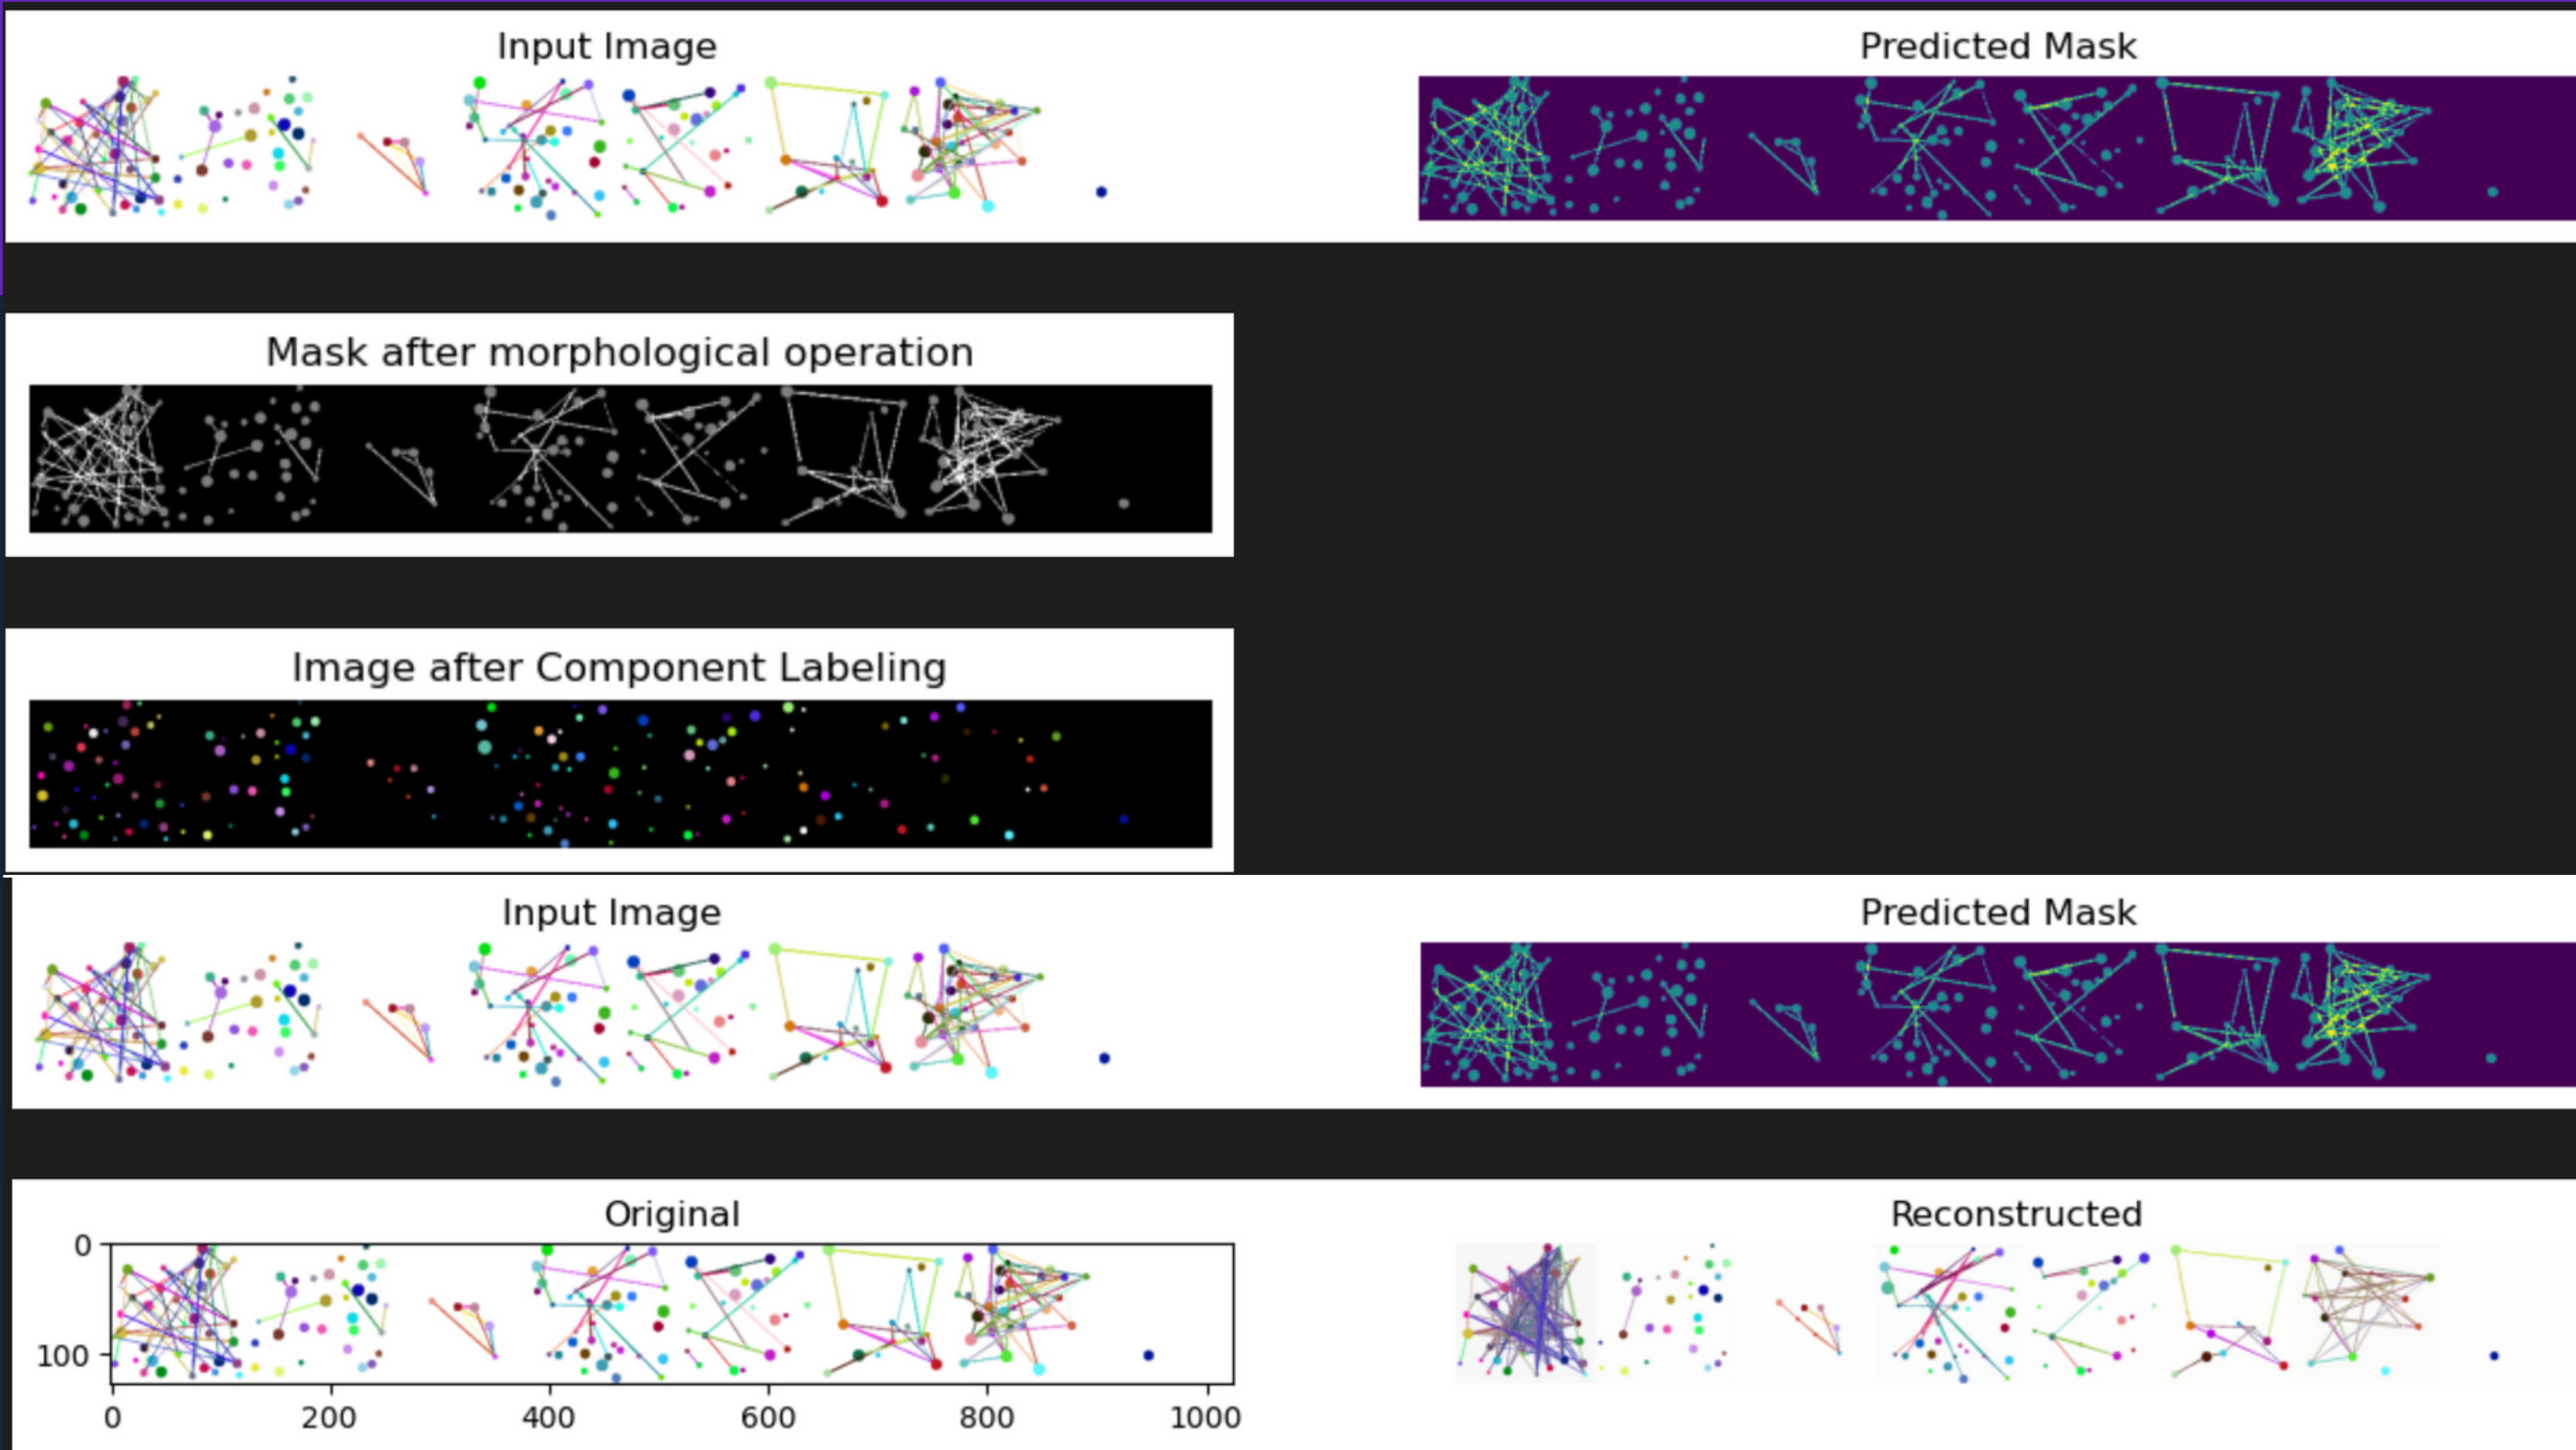 Input Image
Predicted Mask
Mask after morphological operation
Image after Component Labeling
Input Image
Predicted Mask
Original
Reconstructed
0
100
0 200 400 600 800 1000